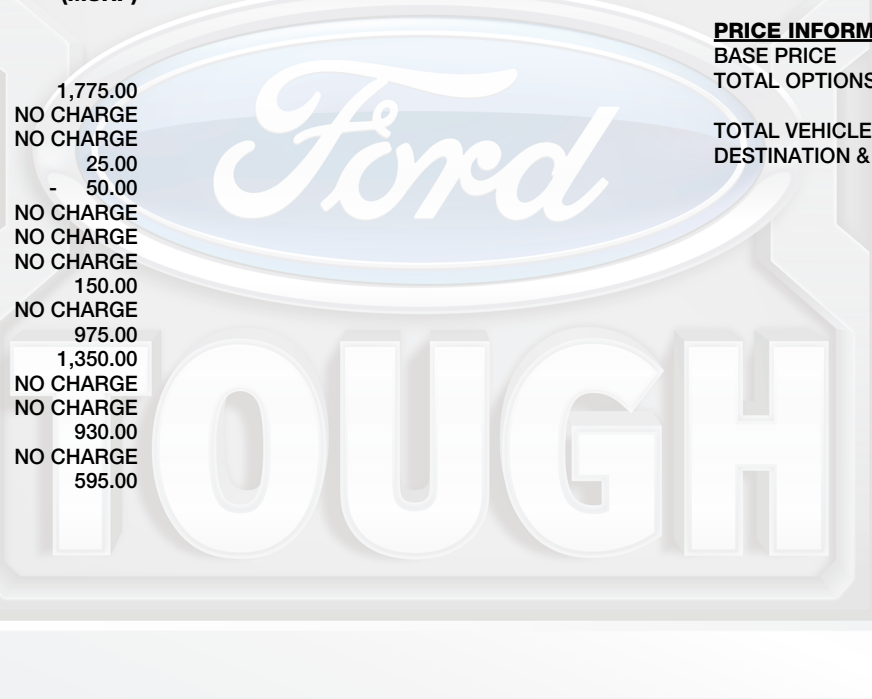 PRICE INFORM
BASE PRICE
TOTAL OPTIONS
TOTAL VEHICLE
DESTINATION &
1,775.00
NO CHARGE
NO CHARGE
25.00
- 50.00
NO CHARGE
NO CHARGE
NO CHARGE
150.00
NO CHARGE
975.00
1,350.00
NO CHARGE
NO CHARGE
930.00
NO CHARGE
595.00
Ford
TOUGH